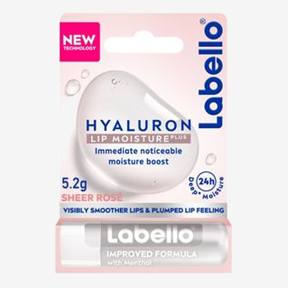 NEW
TECHNOLOGY
Labello
HYALURON
LIP MOISTURE PLUS
Immediate noticeable
moisture boost
5.2g
SHEER ROSÉ
24h
Deep Moisture
VISIBLY SMOOTHER LIPS & PLUMPED LIP FEELING
Labello
IMPROVED FORMULA
with Menthol